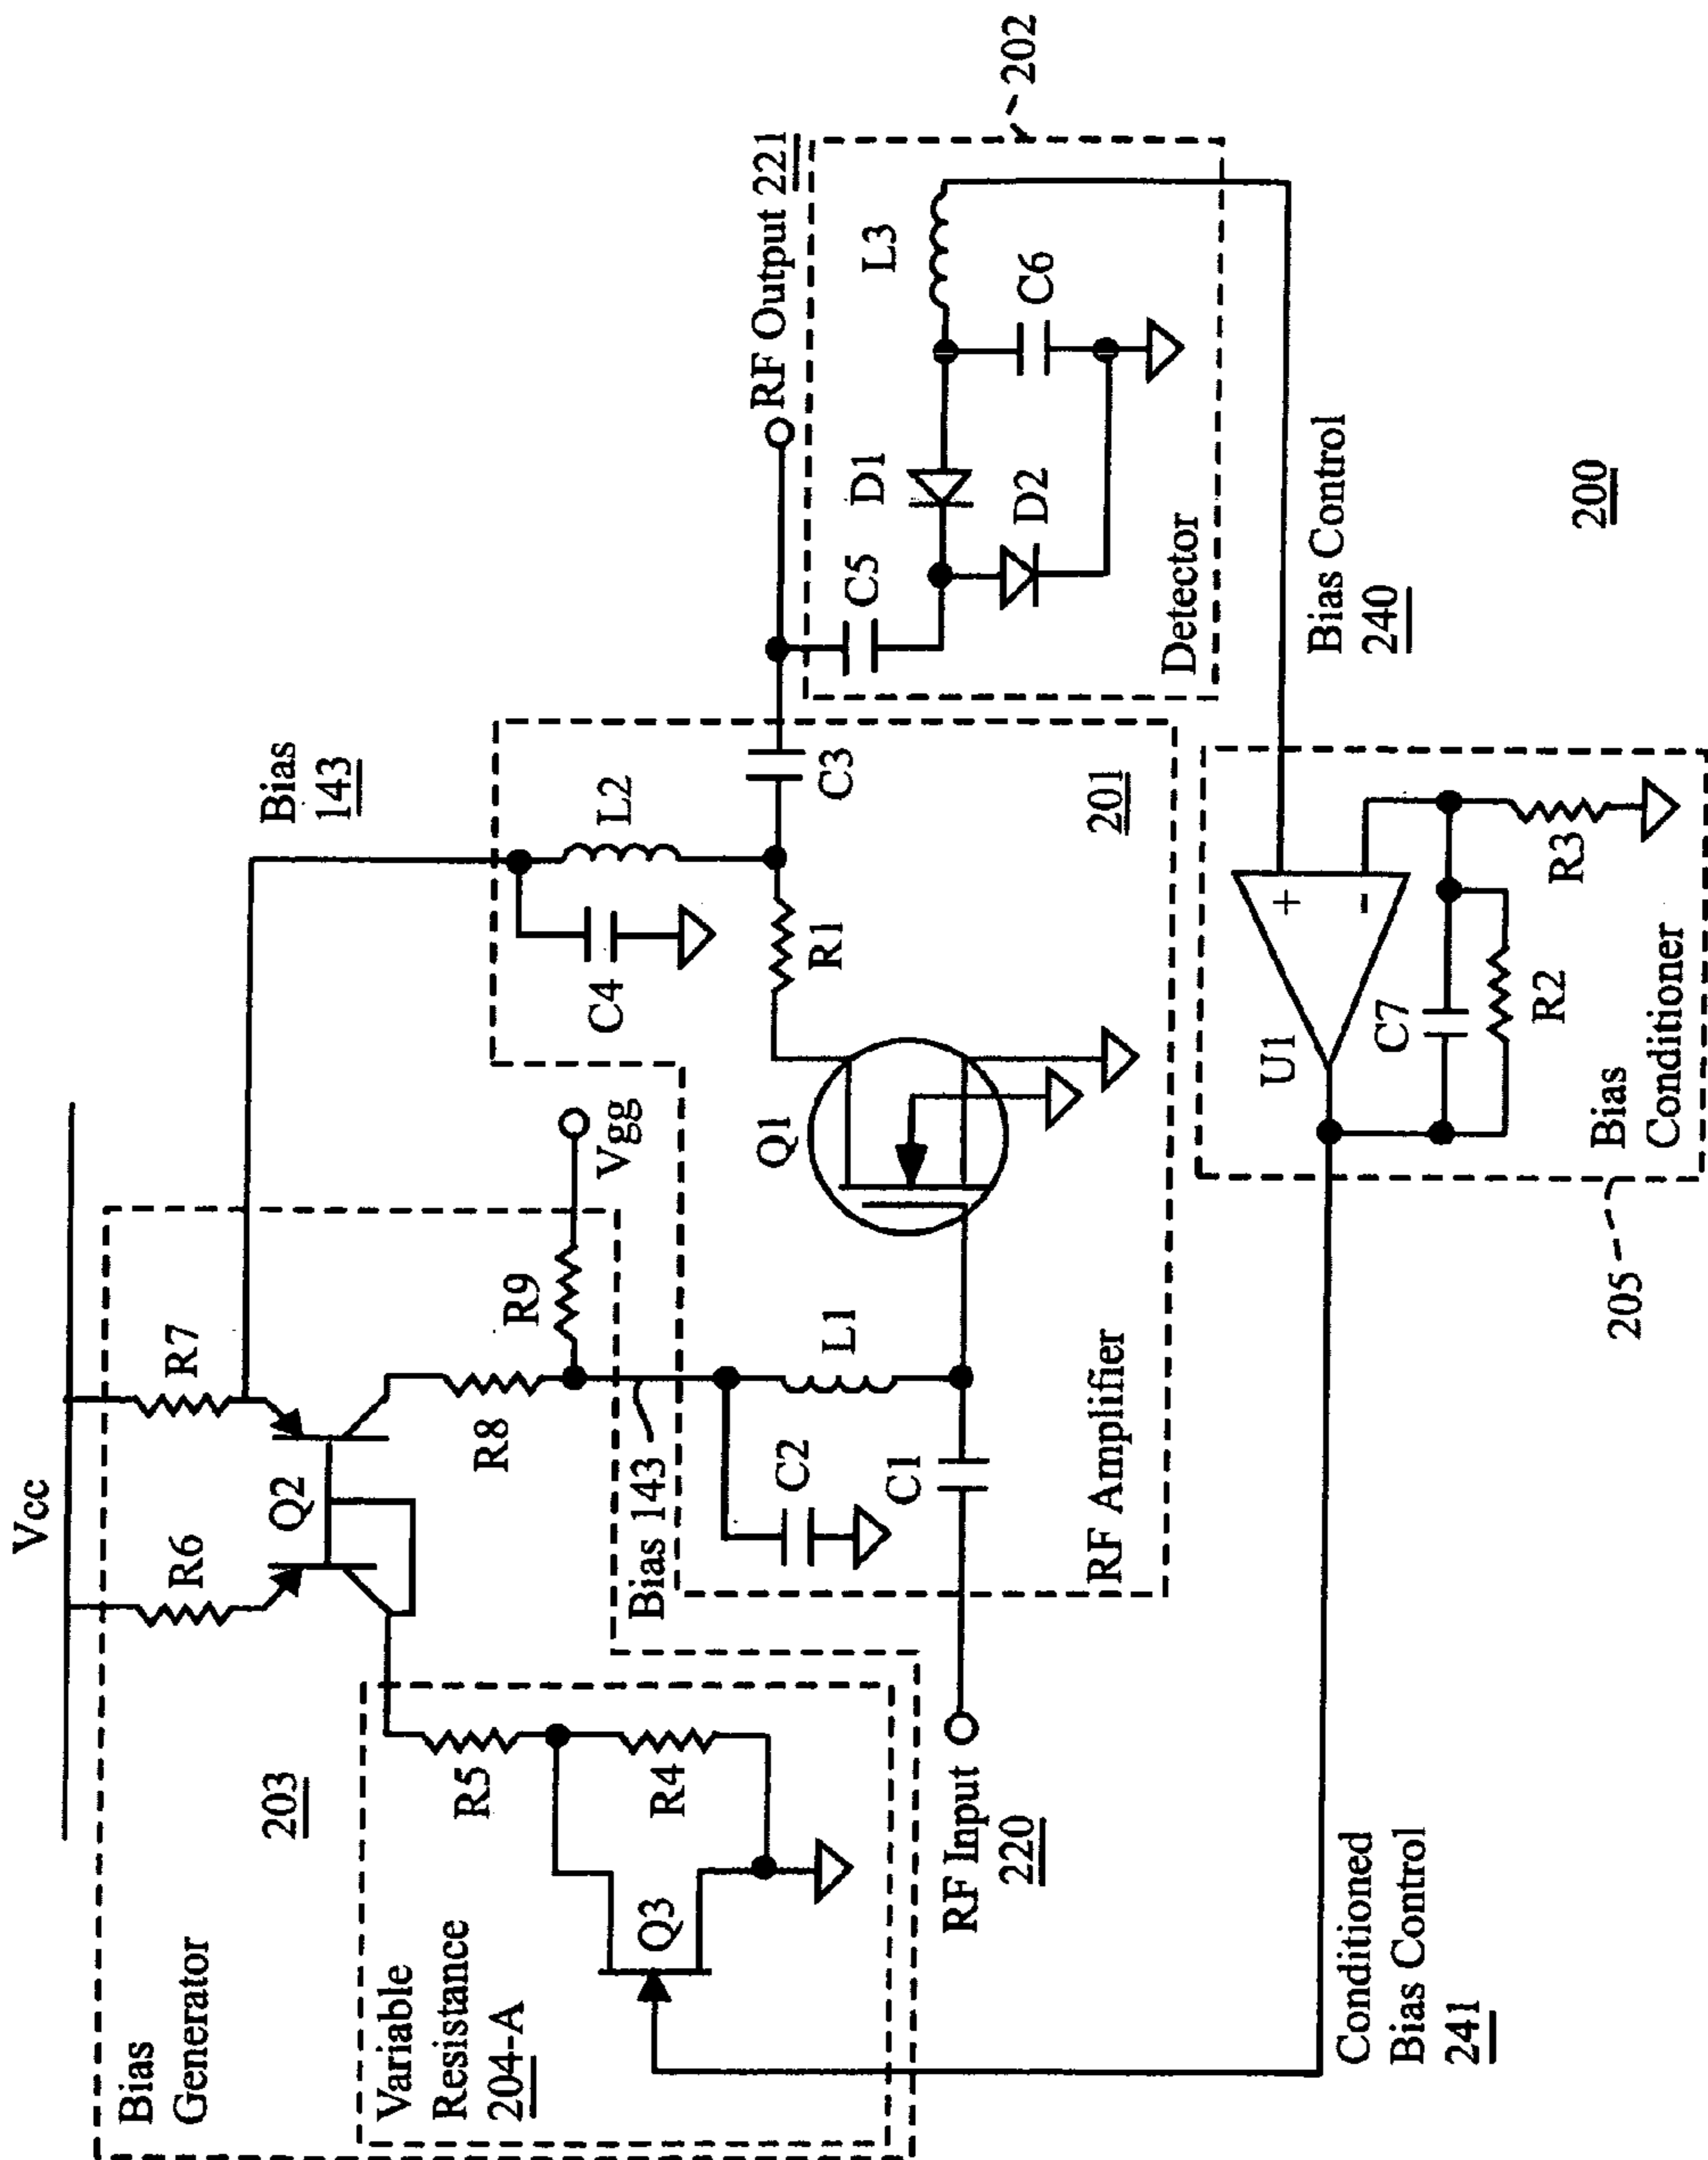 Vcc
Bias
Generator
203
R6
R7
Q2
Bias
143
Variable
Resistance
204-A
R5
R4
Q3
R8
R9
Vgg
Bias 143
C4
L2
C2
L1
C1
Q1
R1
C3
201
RF Amplifier
RF Input
220
RF Output 221
202
C5
D1
D2
L3
C6
Detector
Conditioned
Bias Control
241
205
U1
+
-
C7
R2
R3
Bias
Conditioner
Bias Control
240
200